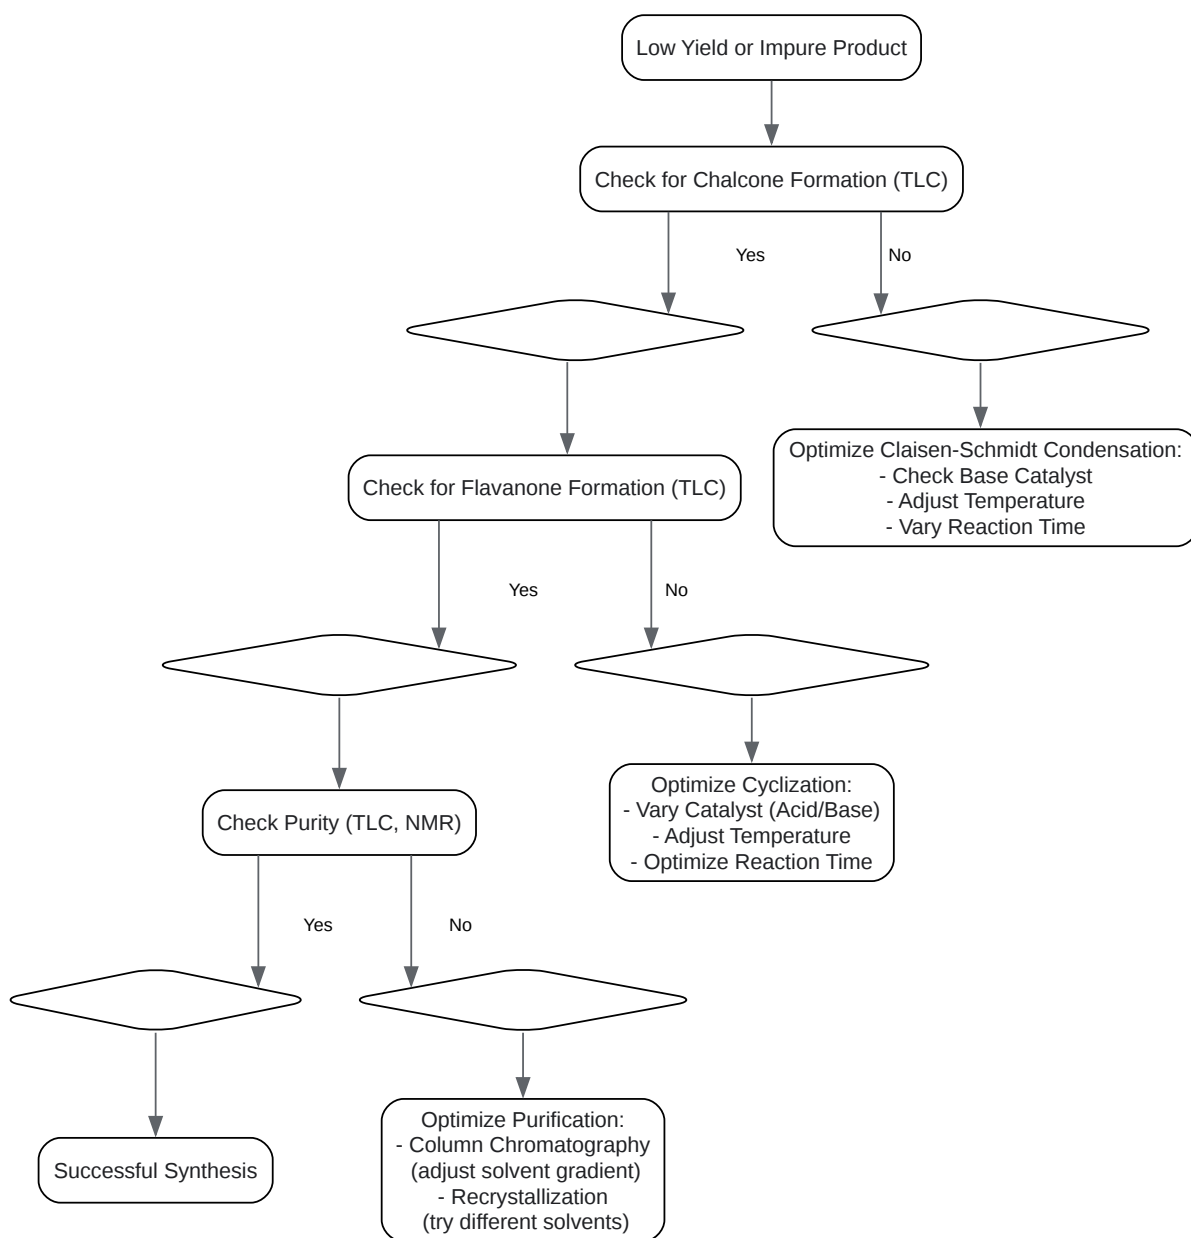 Low Yield or Impure Product
Check for Chalcone Formation (TLC)
Yes
No
Optimize Claisen-Schmidt Condensation:
- Check Base Catalyst
- Adjust Temperature
- Vary Reaction Time
Check for Flavanone Formation (TLC)
Yes
No
Optimize Cyclization:
- Vary Catalyst (Acid/Base)
- Adjust Temperature
- Optimize Reaction Time
Check Purity (TLC, NMR)
Yes
No
Optimize Purification:
- Column Chromatography
(adjust solvent gradient)
- Recrystallization
(try different solvents)
Successful Synthesis